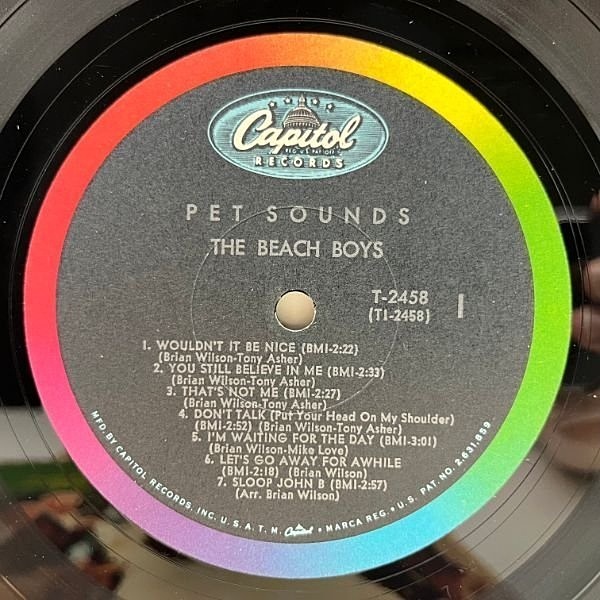 Capitol
REG. U.S. PAT. OFF.
RECORDS
PET SOUNDS
THE BEACH BOYS
T-2458
(T1-2458)
1
1. WOULDN'T IT BE NICE (BMI-2:22)
(Brian Wilson-Tony Asher)
2. YOU STILL BELIEVE IN ME (BMI-2:33)
(Brian Wilson-Tony Asher)
3. THAT'S NOT ME (BMI-2:27)
(Brian Wilson-Tony Asher)
4. DON'T TALK (Put Your Head On My Shoulder)
(BMI-2:52) (Brian Wilson-Tony Asher)
5. I'M WAITING FOR THE DAY (BMI-3:01)
(Brian Wilson-Mike Love)
6. LET'S GO AWAY FOR AWHILE
(BMI-2:18) (Brian Wilson)
7. SLOOP JOHN B (BMI-2:57)
(Arr. Brian Wilson)
MFD. BY CAPITOL RECORDS, INC. U. S. A. T. M. Capitol • MARCA REG. • U. S. PAT. NO. 2,631,859